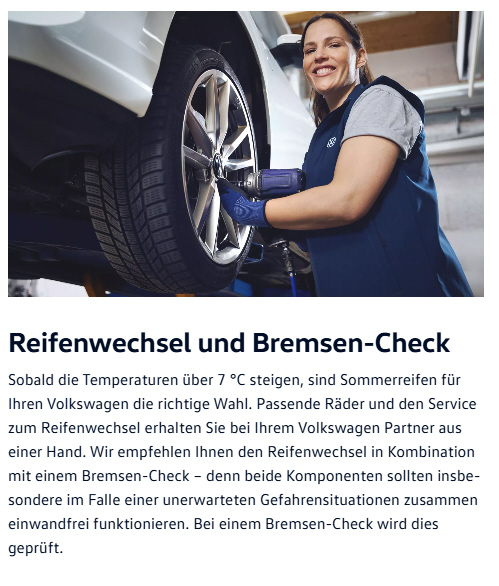 Reifenwechsel und Bremsen-Check
Sobald die Temperaturen über 7 °C steigen, sind Sommerreifen für
Ihren Volkswagen die richtige Wahl. Passende Räder und den Service
zum Reifenwechsel erhalten Sie bei Ihrem Volkswagen Partner aus
einer Hand. Wir empfehlen Ihnen den Reifenwechsel in Kombination
mit einem Bremsen-Check – denn beide Komponenten sollten insbe-
sondere im Falle einer unerwarteten Gefahrensituationen zusammen
einwandfrei funktionieren. Bei einem Bremsen-Check wird dies
geprüft.